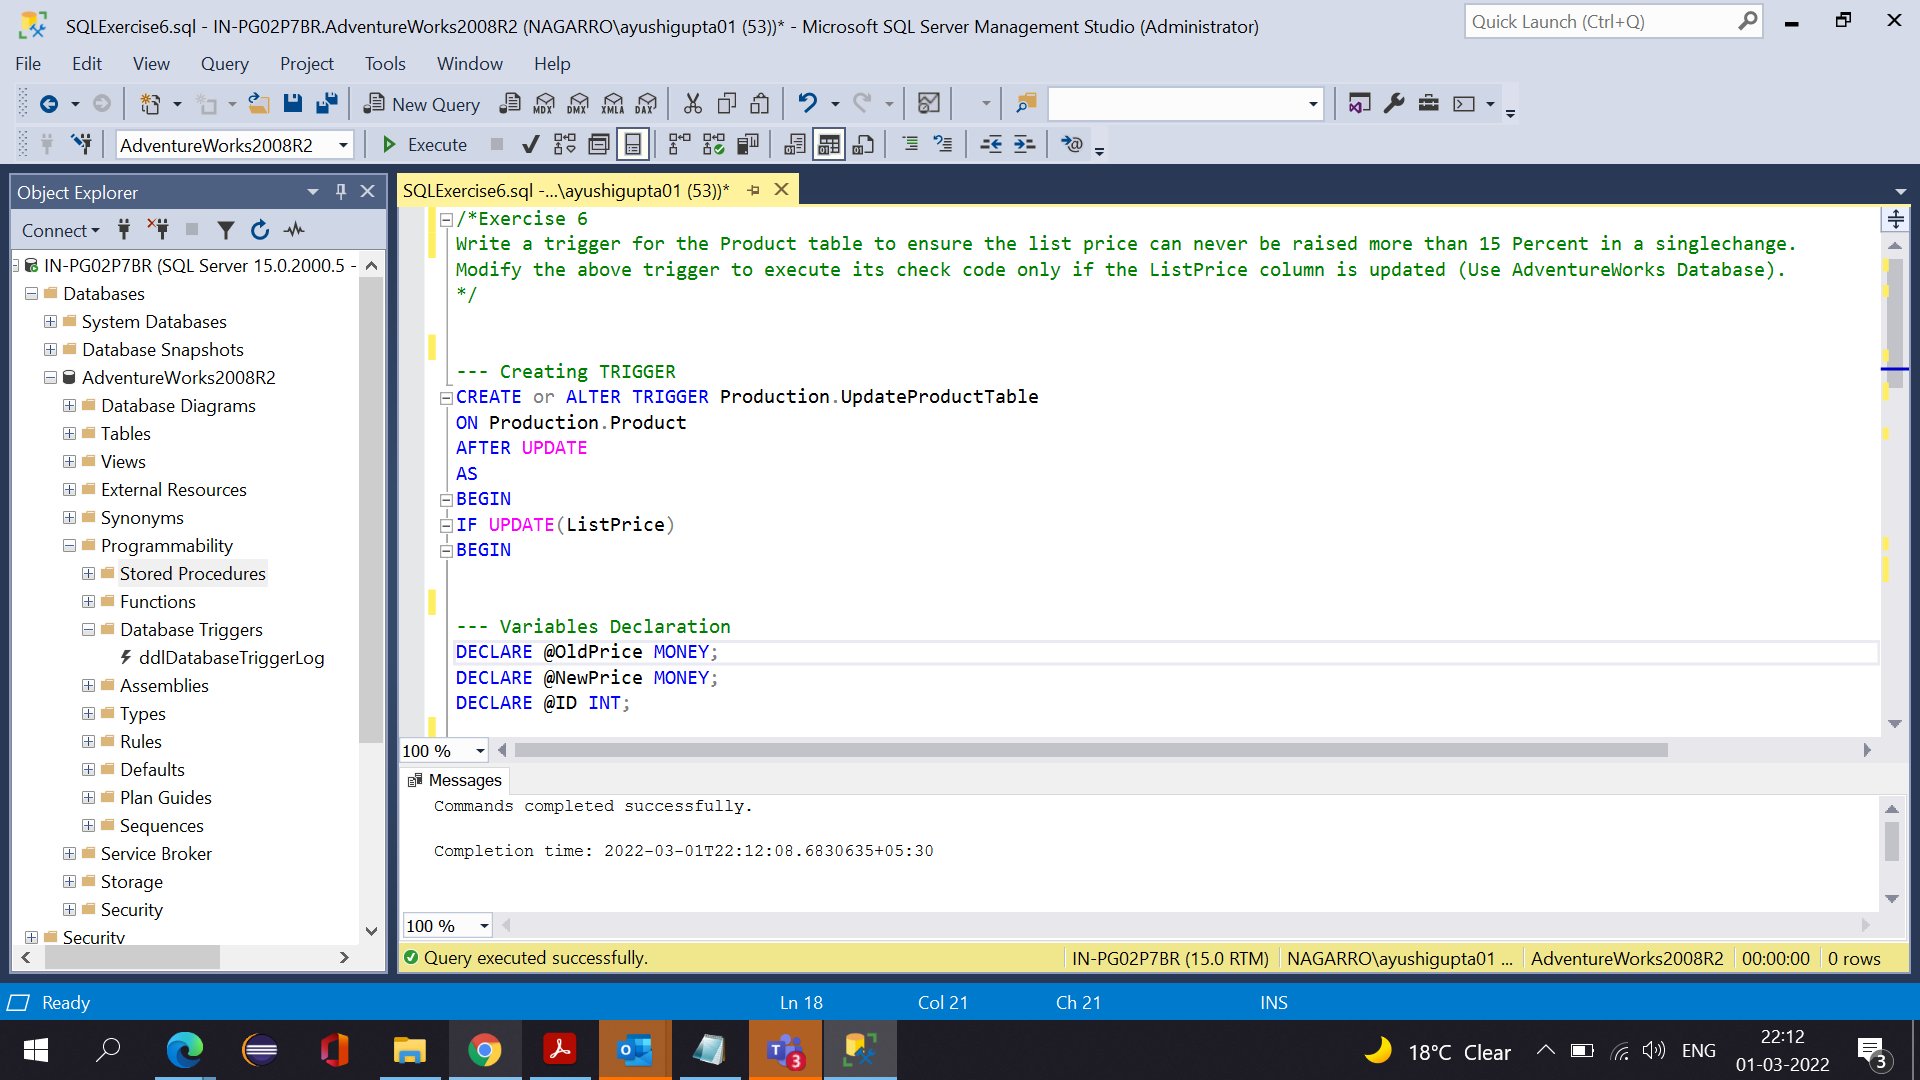 SQLExercise6.sql - IN-PG02P7BR.AdventureWorks2008R2 (NAGARRO\ayushigupta01 (53))* - Microsoft SQL Server Management Studio (Administrator)
Quick Launch (Ctrl+Q)
File Edit View Query Project Tools Window Help
New Query MDX DMX XMLA DAX
AdventureWorks2008R2 Execute
Object Explorer
Connect
IN-PG02P7BR (SQL Server 15.0.2000.5 -
Databases
System Databases
Database Snapshots
AdventureWorks2008R2
Database Diagrams
Tables
Views
External Resources
Synonyms
Programmability
Stored Procedures
Functions
Database Triggers
ddlDatabaseTriggerLog
Assemblies
Types
Rules
Defaults
Plan Guides
Sequences
Service Broker
Storage
Security
Security
SQLExercise6.sql -...\ayushigupta01 (53))*
/*Exercise 6
Write a trigger for the Product table to ensure the list price can never be raised more than 15 Percent in a singlechange.
Modify the above trigger to execute its check code only if the ListPrice column is updated (Use AdventureWorks Database).
*/
--- Creating TRIGGER
CREATE or ALTER TRIGGER Production.UpdateProductTable
ON Production.Product
AFTER UPDATE
AS
BEGIN
IF UPDATE(ListPrice)
BEGIN
--- Variables Declaration
DECLARE @OldPrice MONEY;
DECLARE @NewPrice MONEY;
DECLARE @ID INT;
100 %
Messages
Commands completed successfully.
Completion time: 2022-03-01T22:12:08.6830635+05:30
100 %
Query executed successfully. IN-PG02P7BR (15.0 RTM) NAGARRO\ayushigupta01 ... AdventureWorks2008R2 00:00:00 0 rows
Ready Ln 18 Col 21 Ch 21 INS
3
18°C Clear ENG
22:12
01-03-2022
3